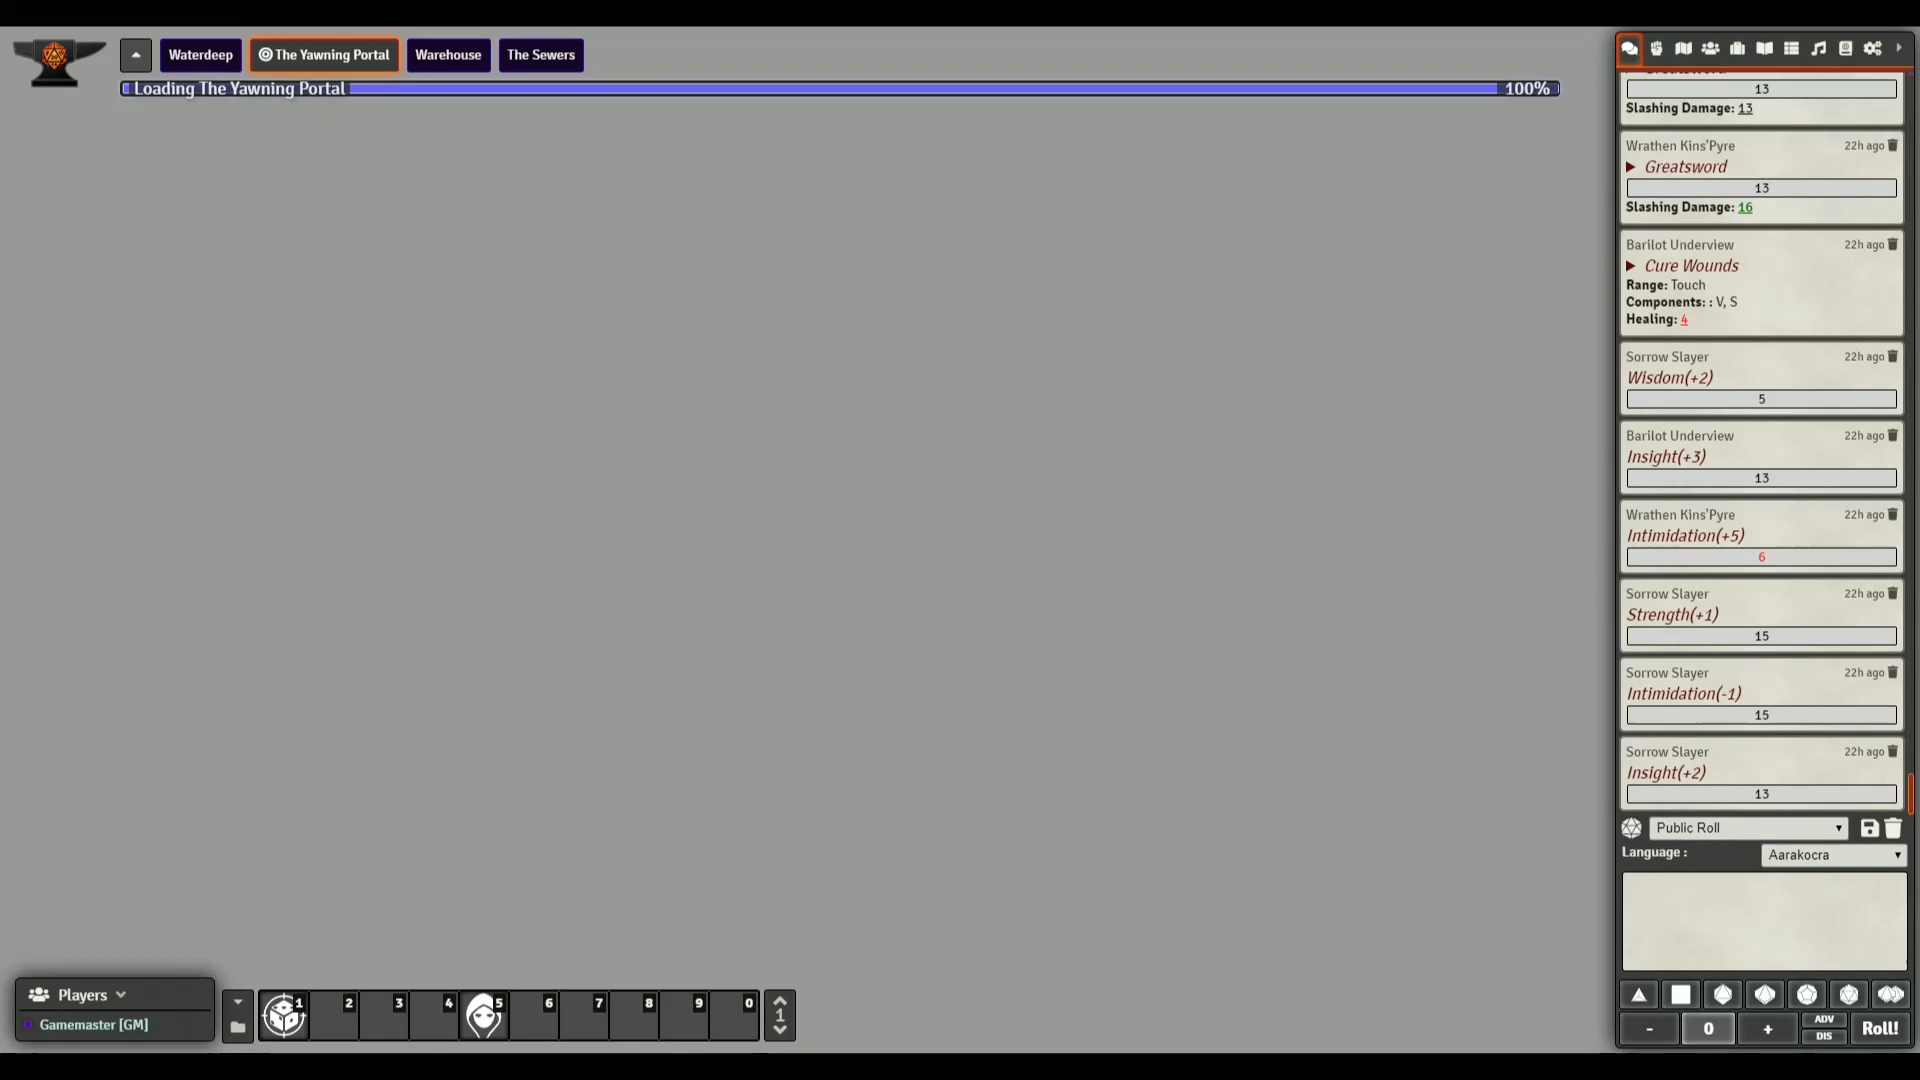 Waterdeep
The Yawning Portal
Warehouse
The Sewers
Loading The Yawning Portal 100%
13
Slashing Damage: 13
Wrathen Kins'Pyre 22h ago
Greatsword
13
Slashing Damage: 16
Barilot Underview 22h ago
Cure Wounds
Range: Touch
Components: : V, S
Healing: 4
Sorrow Slayer 22h ago
Wisdom(+2)
5
Barilot Underview 22h ago
Insight(+3)
13
Wrathen Kins'Pyre 22h ago
Intimidation(+5)
6
Sorrow Slayer 22h ago
Strength(+1)
15
Sorrow Slayer 22h ago
Intimidation(-1)
15
Sorrow Slayer 22h ago
Insight(+2)
13
Public Roll
Language : Aarakocra
Players
Gamemaster [GM]
1 2 3 4 5 6 7 8 9 0
1
- 0 + ADV DIS Roll!